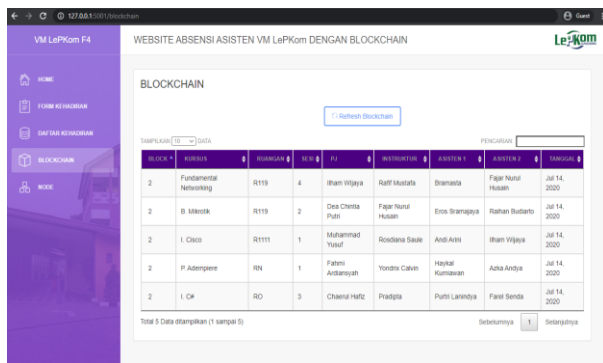 127.0.0.1:5001/blockchain
Guest
VM LePKom F4
WEBSITE ABSENSI ASISTEN VM LePKom DENGAN BLOCKCHAIN
LePKom
HOME
FORM KEHADIRAN
DAFTAR KEHADIRAN
BLOCKCHAIN
NODE
BLOCKCHAIN
Refresh Blockchain
TAMPILKAN 10 DATA
PENCARIAN
BLOCK KURSUS RUANGAN SESI PJ INSTRUKTUR ASISTEN 1 ASISTEN 2 TANGGAL
2 Fundamental Networking R119 4 Ilham Wijaya Rafif Mustafa Bramasta Fajar Nurul Husain Jul 14, 2020
2 B. Mikrotik R119 2 Dea Chintia Putri Fajar Nurul Husain Eros Sramajaya Raihan Budiarto Jul 14, 2020
2 I. Cisco R1111 1 Muhammad Yusuf Rosdiana Saule Andi Arini Ilham Wijaya Jul 14, 2020
2 P. Adempiere RN 1 Fahmi Ardiansyah Yondrix Calvin Haykal Kurniawan Azka Andya Jul 14, 2020
2 I. C# RO 3 Chaerul Hafiz Pradipta Putri Lanindya Farel Senda Jul 14, 2020
Total 5 Data ditampilkan (1 sampai 5)
Sebelumnya 1 Selanjutnya